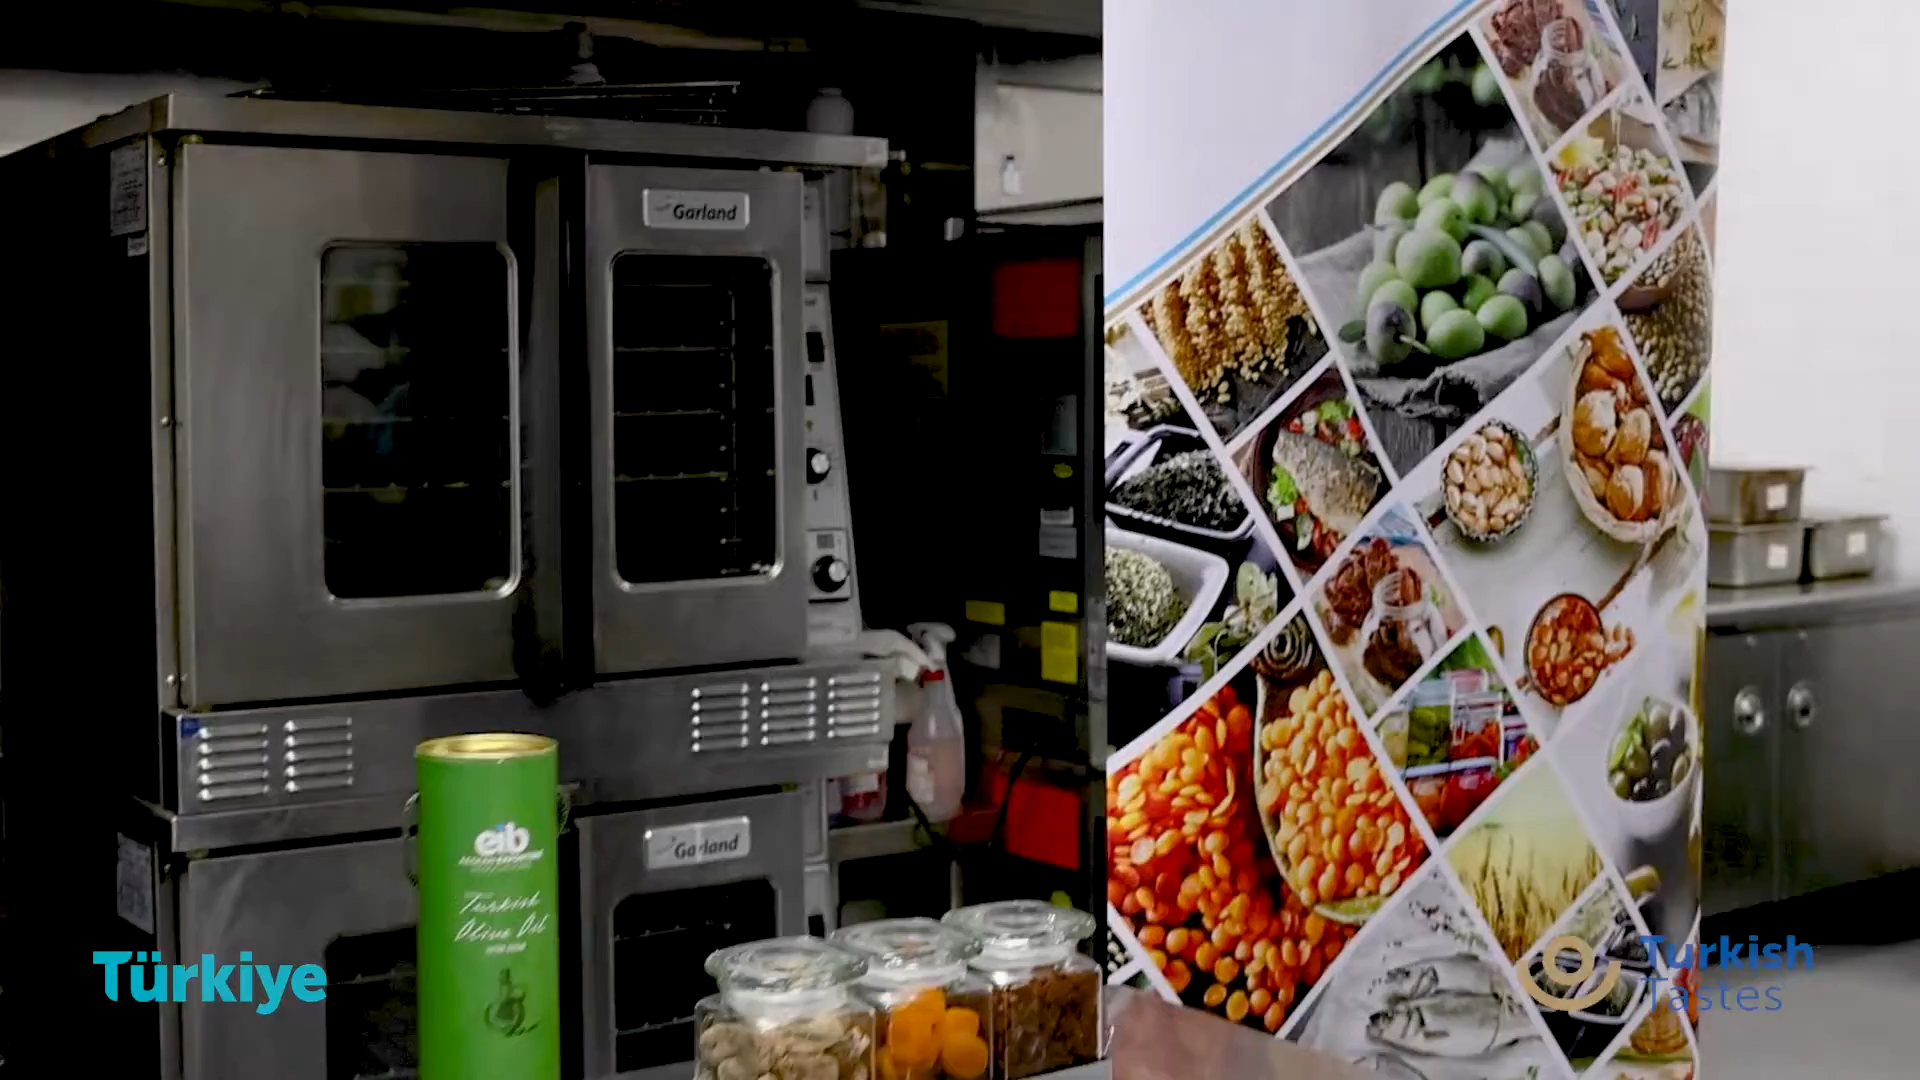 Garland
Garland
eib
Turkish
Olive Oil
Türkiye
Turkish
Tastes